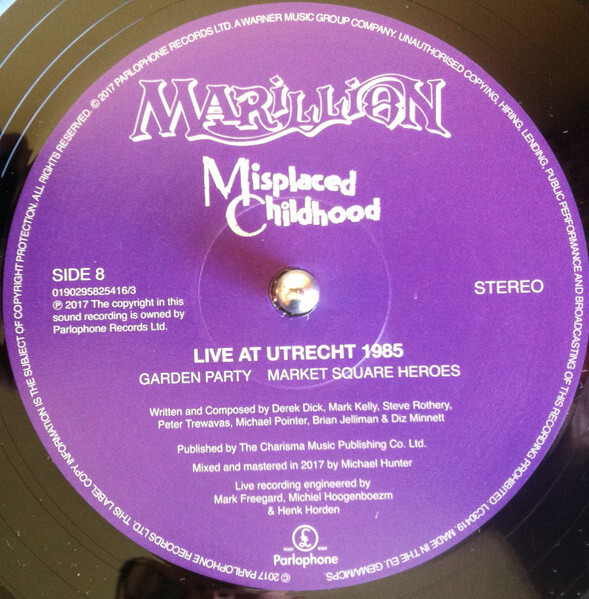 MARILLION
Misplaced
Childhood
SIDE 8
0190295825416/3
℗ 2017 The copyright in this
sound recording is owned by
Parlophone Records Ltd.
STEREO
LIVE AT UTRECHT 1985
GARDEN PARTY MARKET SQUARE HEROES
Written and Composed by Derek Dick, Mark Kelly, Steve Rothery,
Peter Trewavas, Michael Pointer, Brian Jelliman & Diz Minnett
Published by The Charisma Music Publishing Co. Ltd.
Mixed and mastered in 2017 by Michael Hunter
Live recording engineered by
Mark Freegard, Michiel Hoogenboezm
& Henk Horden
Parlophone
© 2017 PARLOPHONE RECORDS LTD. THIS LABEL COPY INFORMATION IS THE SUBJECT OF COPYRIGHT PROTECTION. ALL RIGHTS RESERVED. © 2017 PARLOPHONE RECORDS LTD. A WARNER MUSIC GROUP COMPANY. UNAUTHORISED COPYING, HIRING, LENDING, PUBLIC PERFORMANCE AND BROADCASTING OF THIS RECORDING PROHIBITED. LC30419. MADE IN THE EU. GEMA/MCPS.